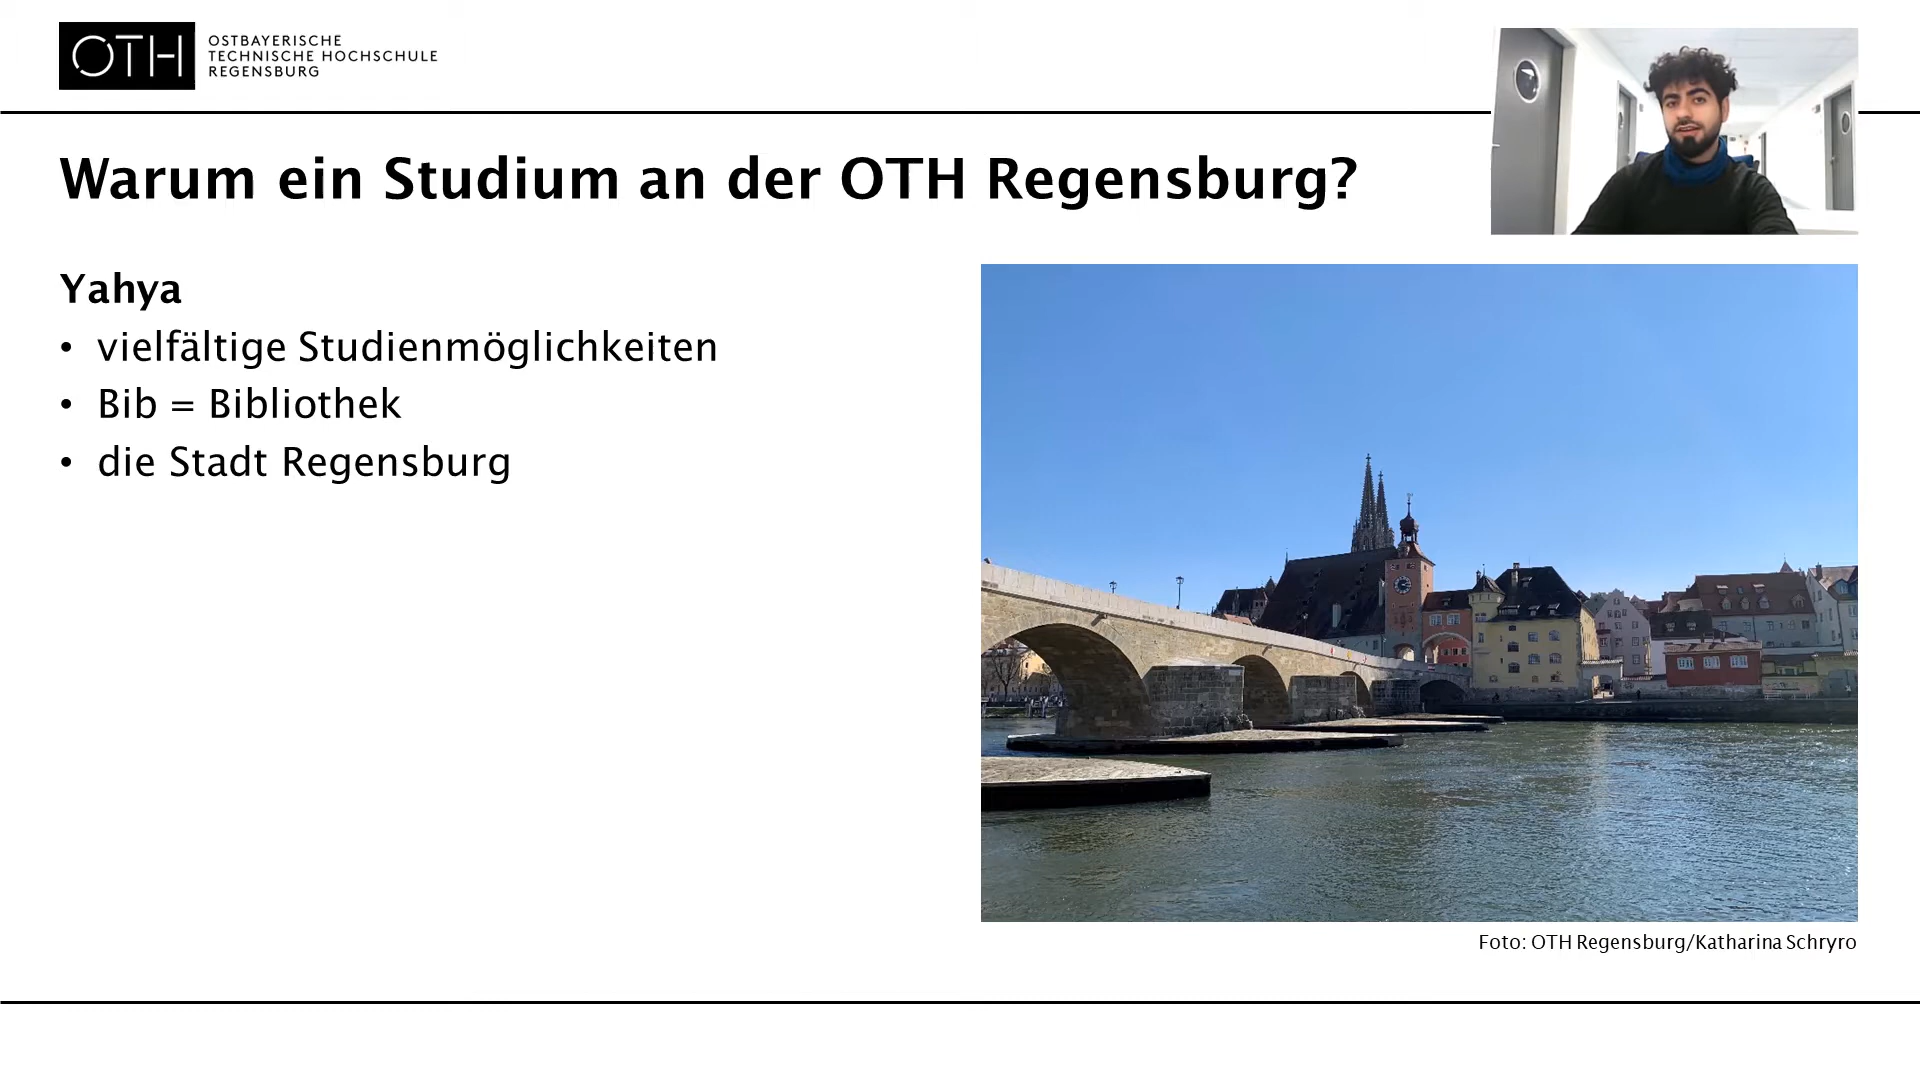 OTH
OSTBAYERISCHE
TECHNISCHE HOCHSCHULE
REGENSBURG
Warum ein Studium an der OTH Regensburg?
Yahya
• vielfältige Studienmöglichkeiten
• Bib = Bibliothek
• die Stadt Regensburg
Foto: OTH Regensburg/Katharina Schryro